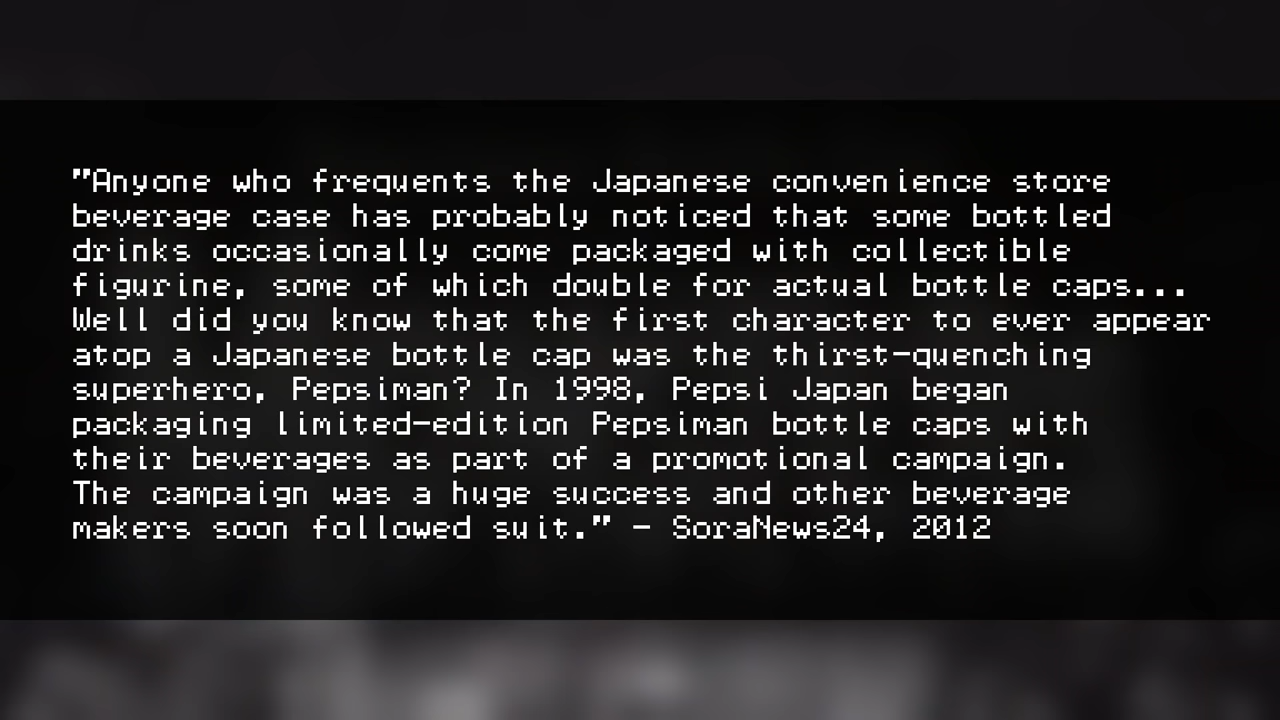 "Anyone who frequents the Japanese convenience store
beverage case has probably noticed that some bottled
drinks occasionally come packaged with collectible
figurine, some of which double for actual bottle caps...
Well did you know that the first character to ever appear
atop a Japanese bottle cap was the thirst-quenching
superhero, Pepsiman? In 1998, Pepsi Japan began
packaging limited-edition Pepsiman bottle caps with
their beverages as part of a promotional campaign.
The campaign was a huge success and other beverage
makers soon followed suit." - SoraNews24, 2012